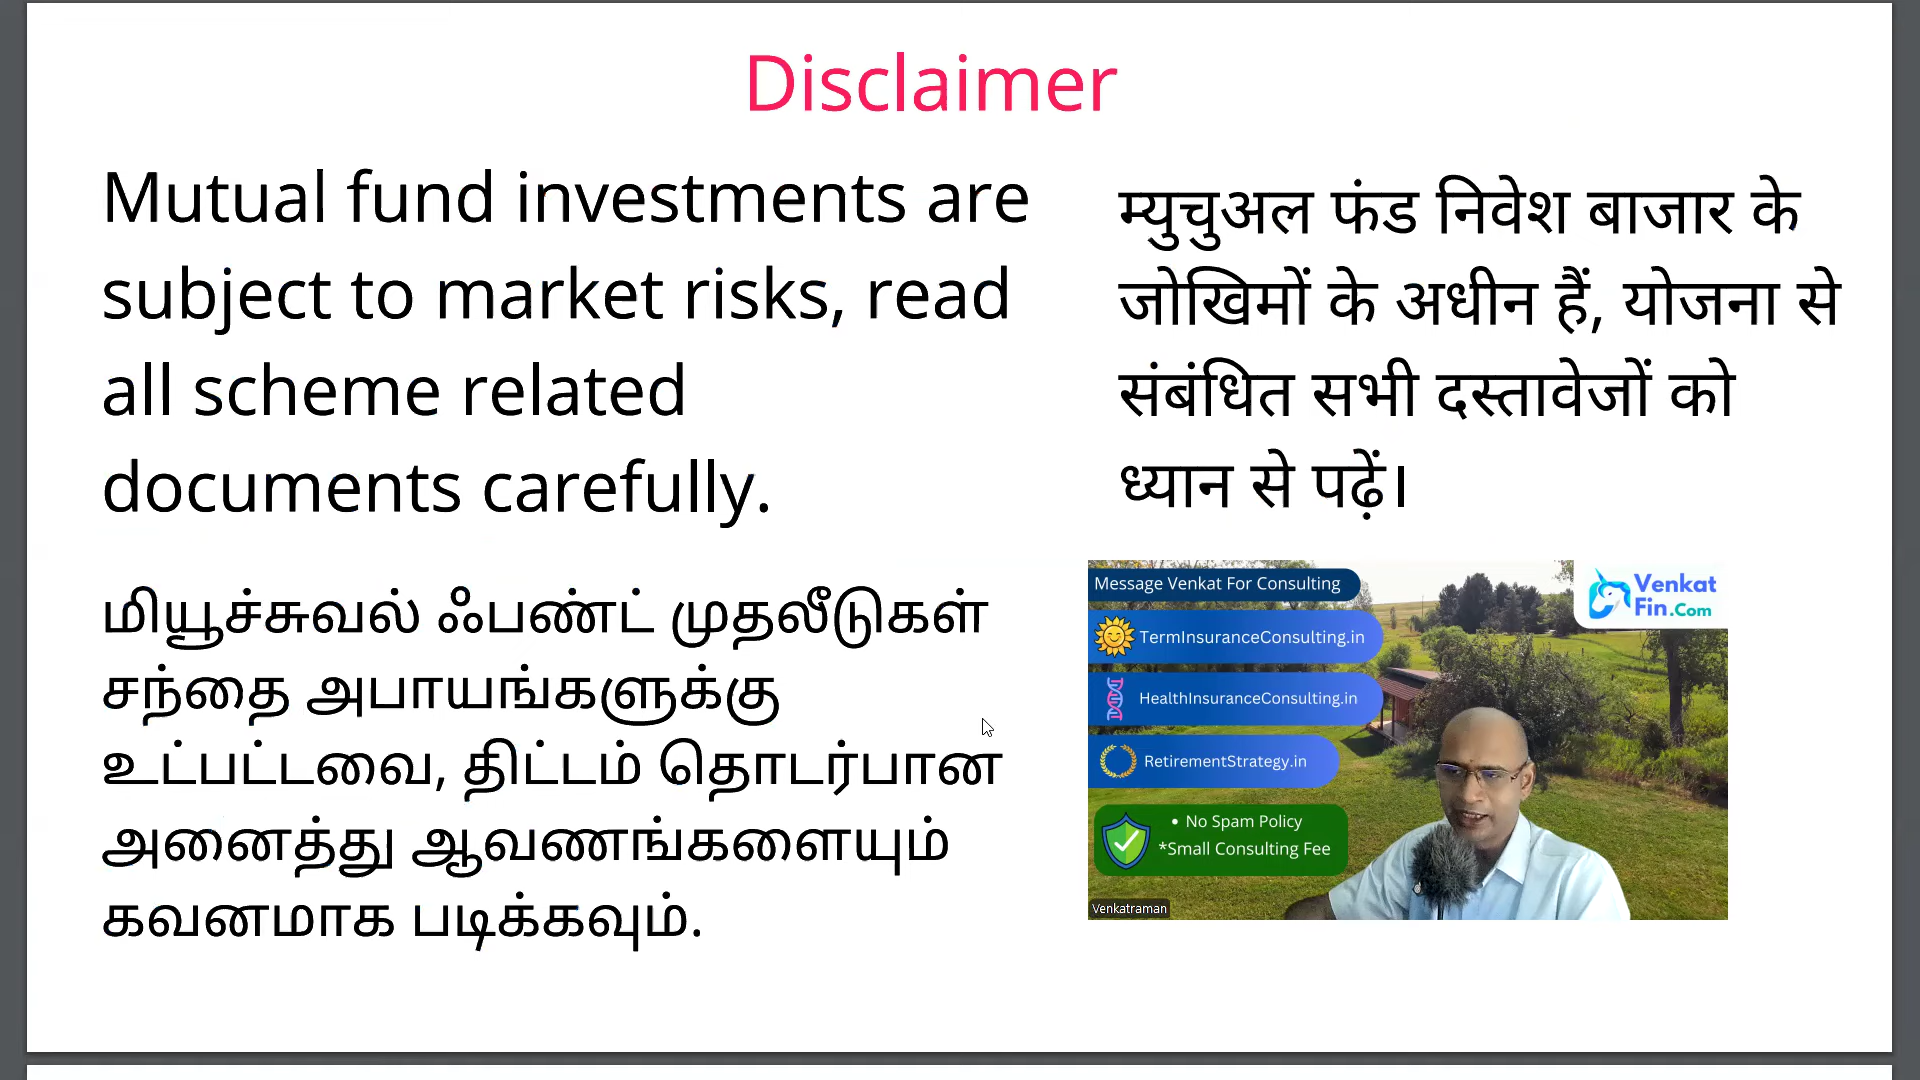 Disclaimer
Mutual fund investments are
subject to market risks, read
all scheme related
documents carefully.
म्युचुअल फंड निवेश बाजार के
जोखिमों के अधीन हैं, योजना से
संबंधित सभी दस्तावेजों को
ध्यान से पढ़ें।
மியூச்சுவல் ஃபண்ட் முதலீடுகள்
சந்தை அபாயங்களுக்கு
உட்பட்டவை, திட்டம் தொடர்பான
அனைத்து ஆவணங்களையும்
கவனமாக படிக்கவும்.
Message Venkat For Consulting
TermInsuranceConsulting.in
HealthInsuranceConsulting.in
RetirementStrategy.in
• No Spam Policy
*Small Consulting Fee
Venkatraman
Venkat
Fin.Com